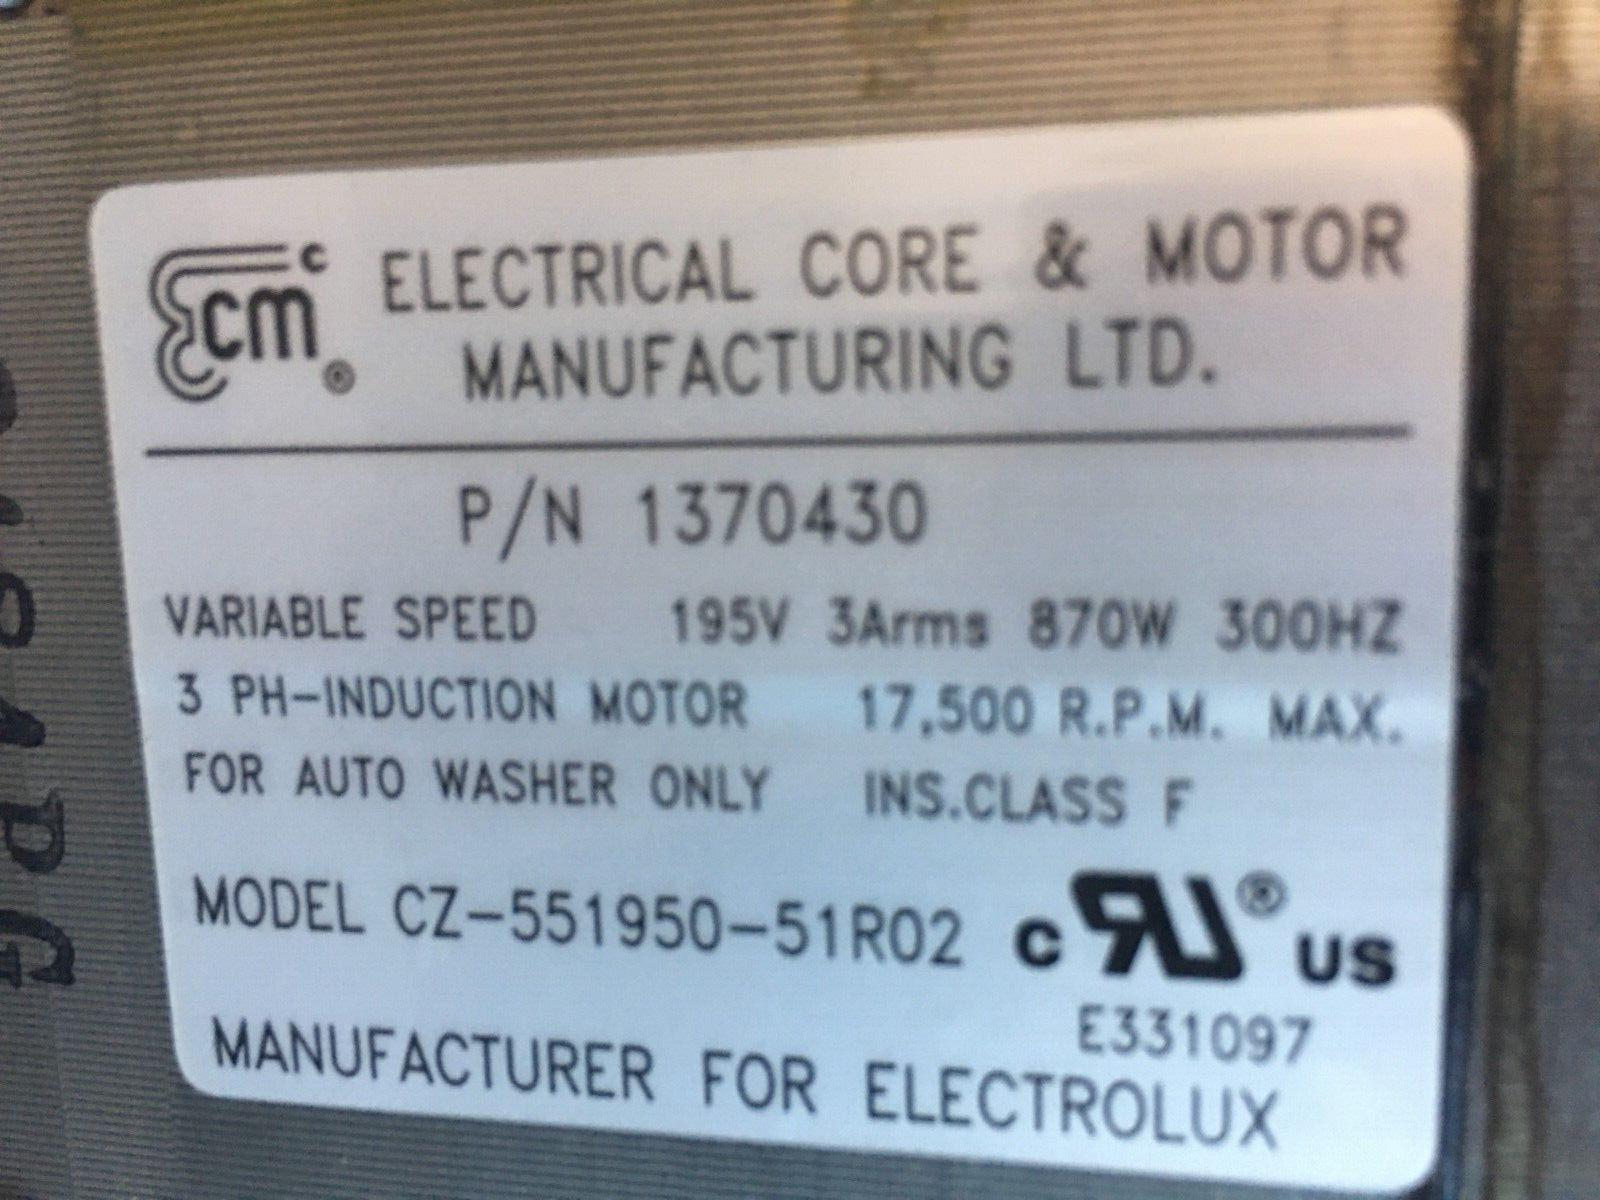 Ecm c ®
ELECTRICAL CORE & MOTOR
MANUFACTURING LTD.
P/N 1370430
VARIABLE SPEED 195V 3Arms 870W 300HZ
3 PH-INDUCTION MOTOR 17,500 R.P.M. MAX.
FOR AUTO WASHER ONLY INS.CLASS F
MODEL CZ-551950-51R02 c RU ® US
E331097
MANUFACTURER FOR ELECTROLUX